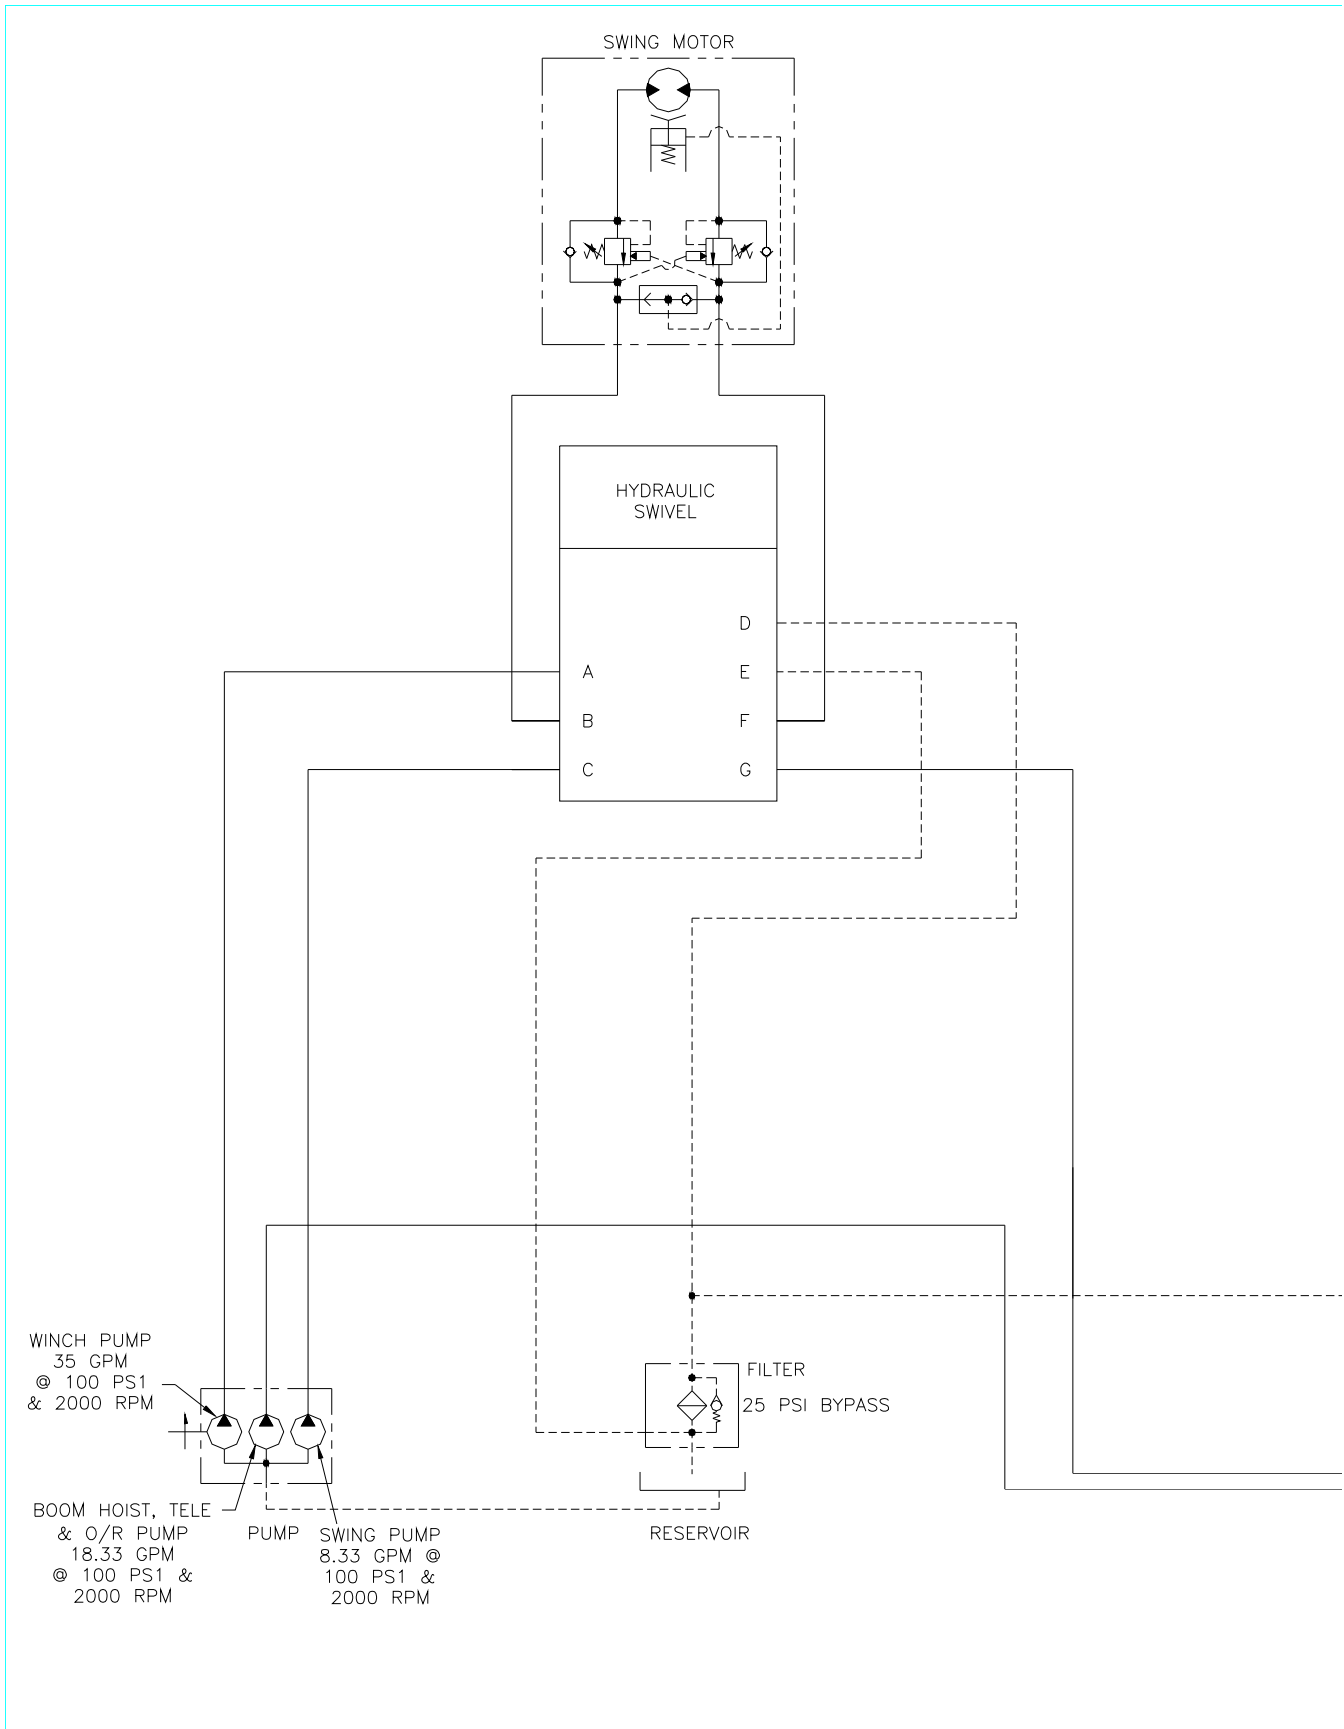 SWING MOTOR
HYDRAULIC
SWIVEL
D
A
E
B
F
C
G
WINCH PUMP
35 GPM
@ 100 PS1
& 2000 RPM
FILTER
25 PSI BYPASS
BOOM HOIST, TELE
& O/R PUMP
18.33 GPM
@ 100 PS1 &
2000 RPM
PUMP
SWING PUMP
8.33 GPM @
100 PS1 &
2000 RPM
RESERVOIR